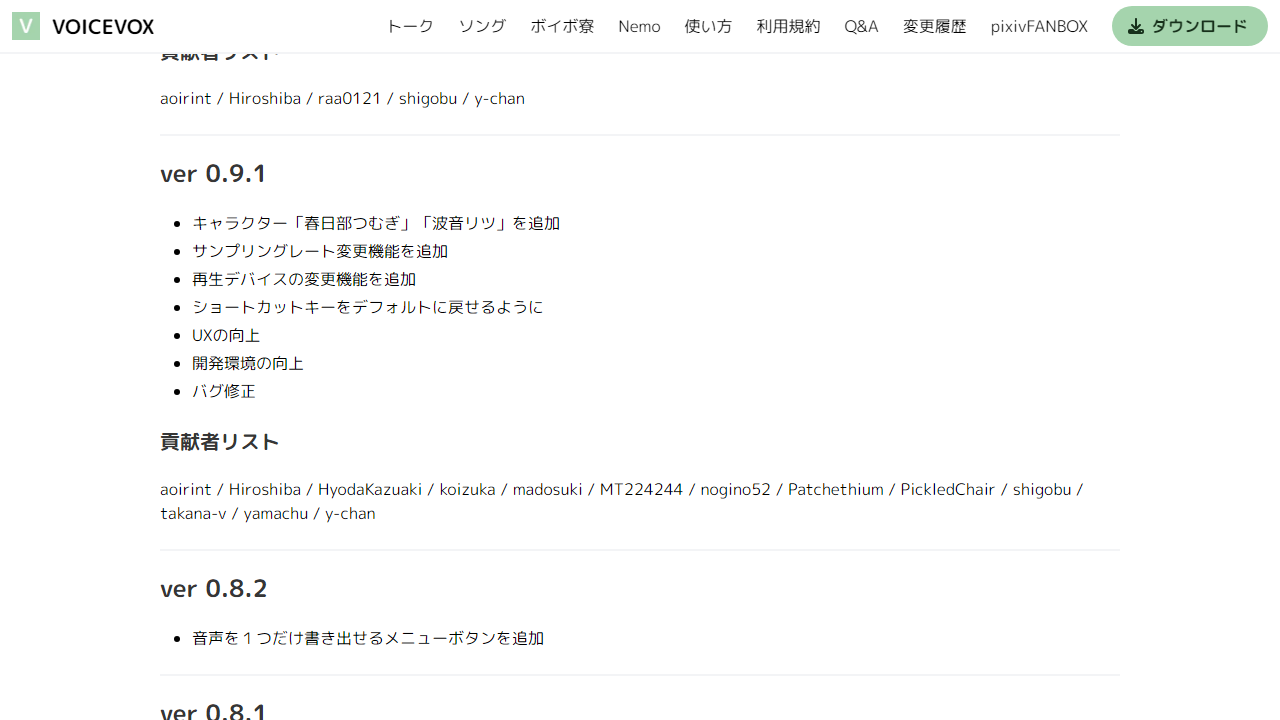 V VOICEVOX トーク ソング ボイボ寮 Nemo 使い方 利用規約 Q&A 変更履歴 pixivFANBOX ダウンロード
貢献者リスト
aoirint / Hiroshiba / raa0121 / shigobu / y-chan
ver 0.9.1
キャラクター「春日部つむぎ」「波音リツ」を追加
サンプリングレート変更機能を追加
再生デバイスの変更機能を追加
ショートカットキーをデフォルトに戻せるように
UXの向上
開発環境の向上
バグ修正
貢献者リスト
aoirint / Hiroshiba / HyodaKazuaki / koizuka / madosuki / MT224244 / nogino52 / Patchethium / PickledChair / shigobu /
takana-v / yamachu / y-chan
ver 0.8.2
音声を１つだけ書き出せるメニューボタンを追加
ver 0.8.1